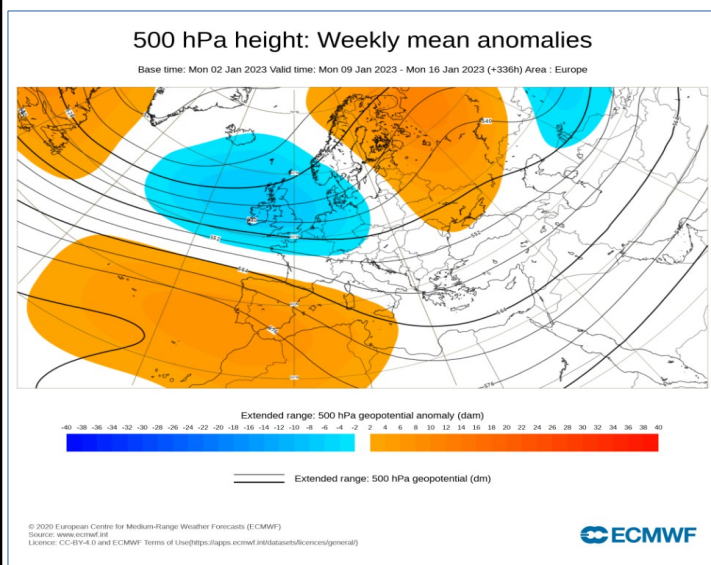 500 hPa height: Weekly mean anomalies
Base time: Mon 02 Jan 2023 Valid time: Mon 09 Jan 2023 - Mon 16 Jan 2023 (+336h) Area : Europe
540
552
552
564
576
Extended range: 500 hPa geopotential anomaly (dam)
-40 -38 -36 -34 -32 -30 -28 -26 -24 -22 -20 -18 -16 -14 -12 -10 -8 -6 -4 -2 2 4 6 8 10 12 14 16 18 20 22 24 26 28 30 32 34 36 38 40
Extended range: 500 hPa geopotential (dm)
© 2020 European Centre for Medium-Range Weather Forecasts (ECMWF)
Source: www.ecmwf.int
Licence: CC-BY-4.0 and ECMWF Terms of Use(https://apps.ecmwf.int/datasets/licences/general/)
ECMWF